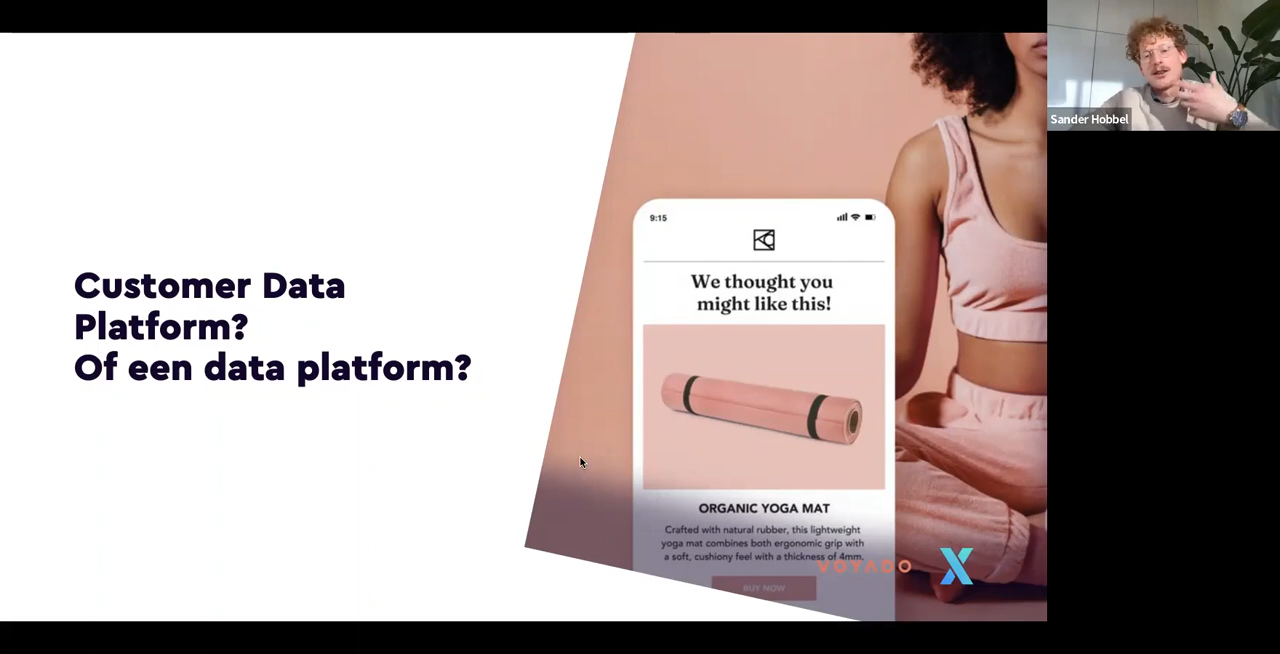 Customer Data
Platform?
Of een data platform?
9:15
We thought you
might like this!
ORGANIC YOGA MAT
Crafted with natural rubber, this lightweight
yoga mat combines both ergonomic grip with
a soft, cushiony feel with a thickness of 4mm.
BUY NOW
VOYADO
Sander Hobbel